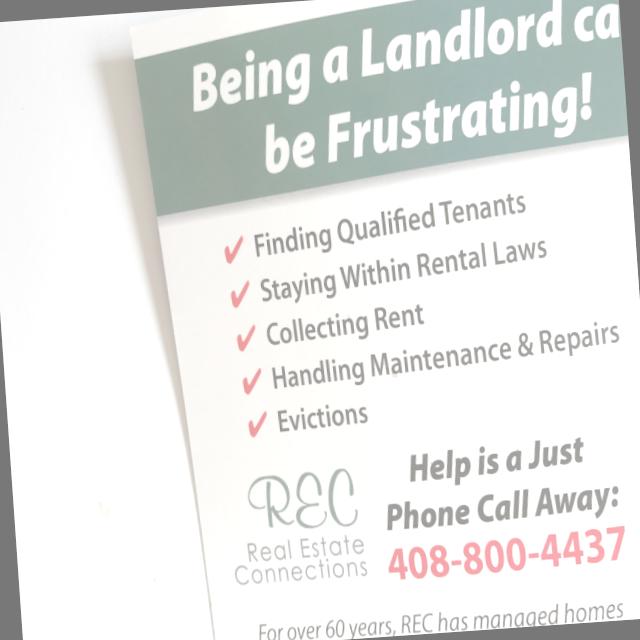 Being a Landlord ca
be Frustrating!
✔ Finding Qualified Tenants
✔ Staying Within Rental Laws
✔ Collecting Rent
✔ Handling Maintenance & Repairs
✔ Evictions
Help is a Just
Phone Call Away:
408-800-4437
REC
Real Estate
Connections
For over 60 years, REC has managed homes